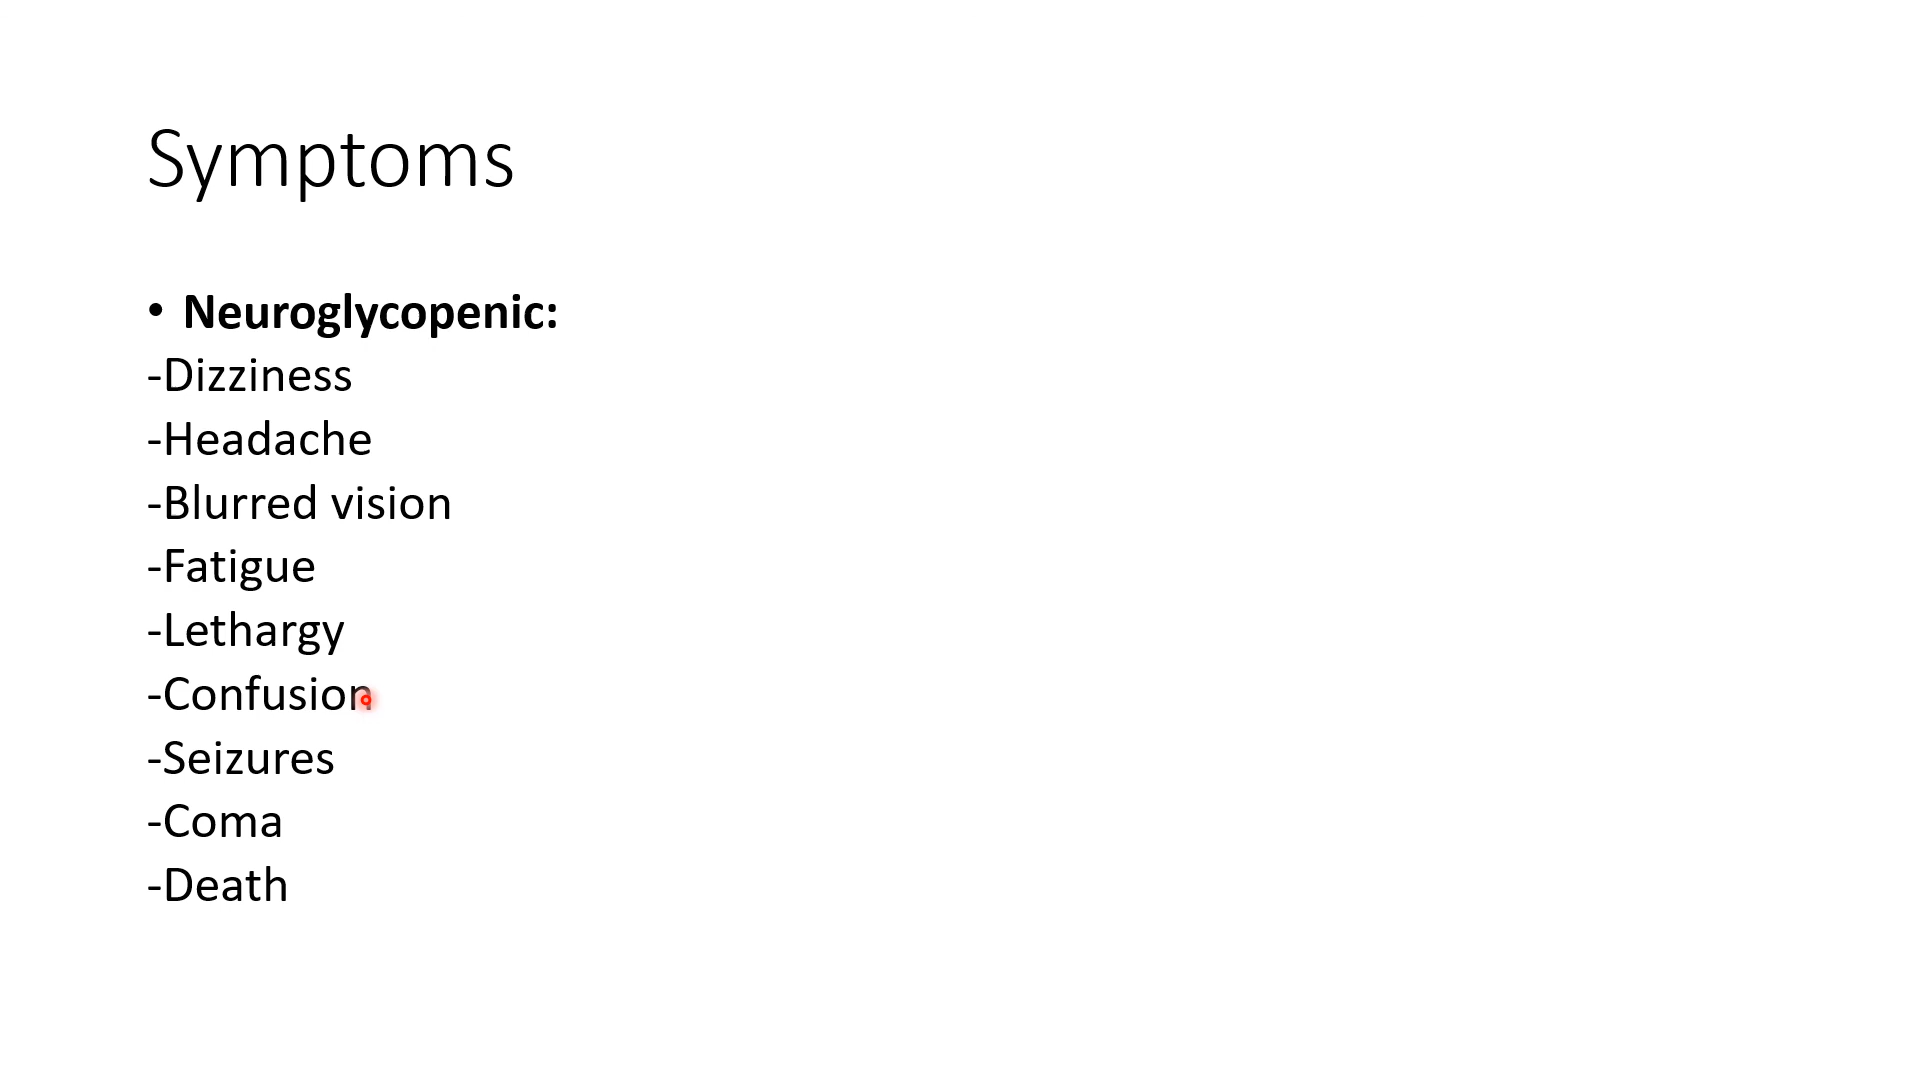 Symptoms
• Neuroglycopenic:
-Dizziness
-Headache
-Blurred vision
-Fatigue
-Lethargy
-Confusion
-Seizures
-Coma
-Death